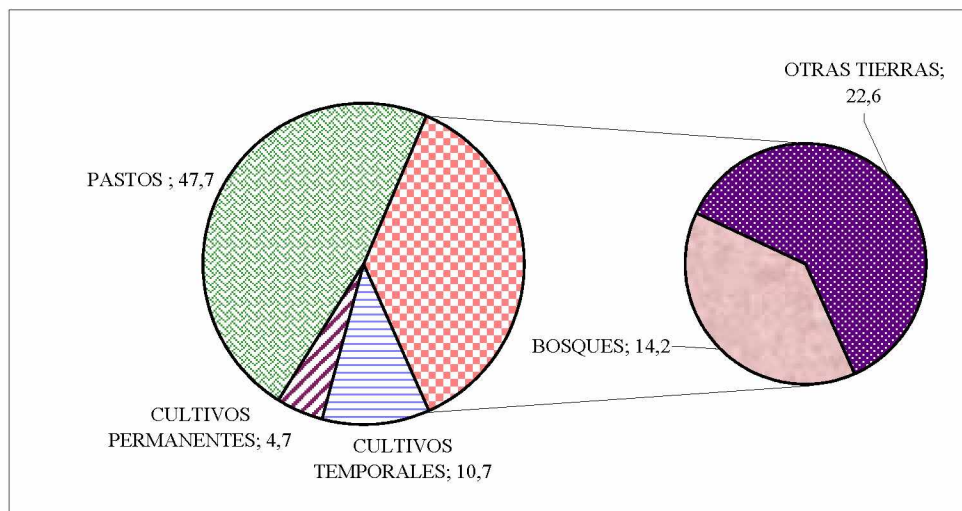 OTRAS TIERRAS;
22,6
PASTOS ; 47,7
BOSQUES; 14,2
CULTIVOS
PERMANENTES; 4,7
CULTIVOS
TEMPORALES; 10,7